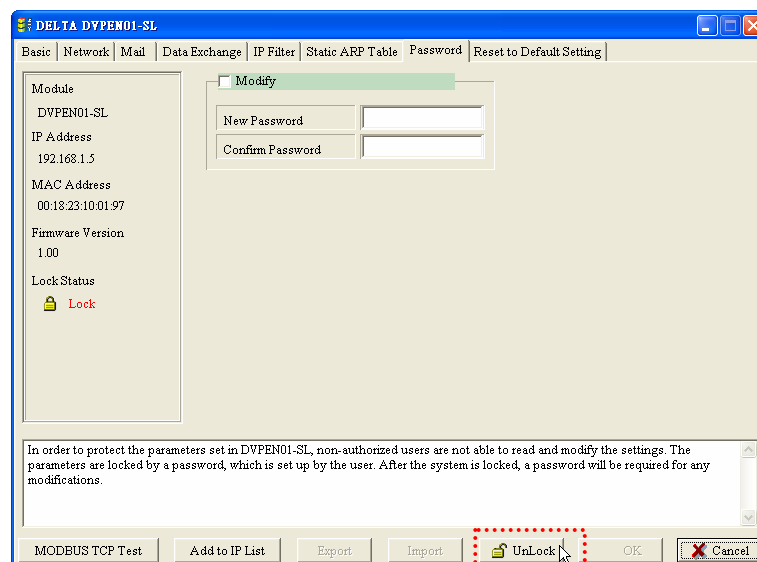 DELTA DVPEN01-SL
Basic Network Mail Data Exchange IP Filter Static ARP Table Password Reset to Default Setting
Module
DVPEN01-SL
IP Address
192.168.1.5
MAC Address
00:18:23:10:01:97
Firmware Version
1.00
Lock Status
Lock
Modify
New Password
Confirm Password
In order to protect the parameters set in DVPEN01-SL, non-authorized users are not able to read and modify the settings. The
parameters are locked by a password, which is set up by the user. After the system is locked, a password will be required for any
modifications.
MODBUS TCP Test Add to IP List Export Import UnLock OK Cancel